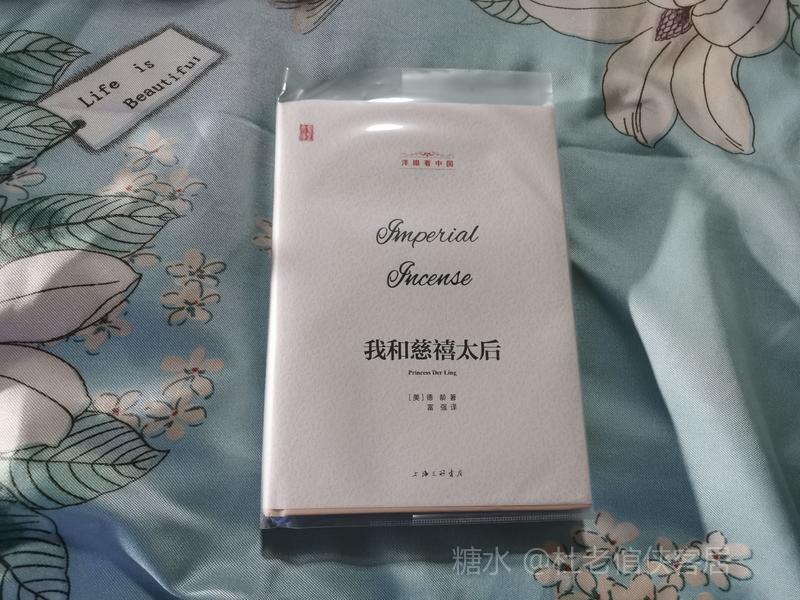 Life is
Beautiful
洋眼看中国
Imperial
Incense
我和慈禧太后
Princess Der Ling
［美］德 龄 著
富 强 译
上海三联书店
糖水 @杜老倌侠客居